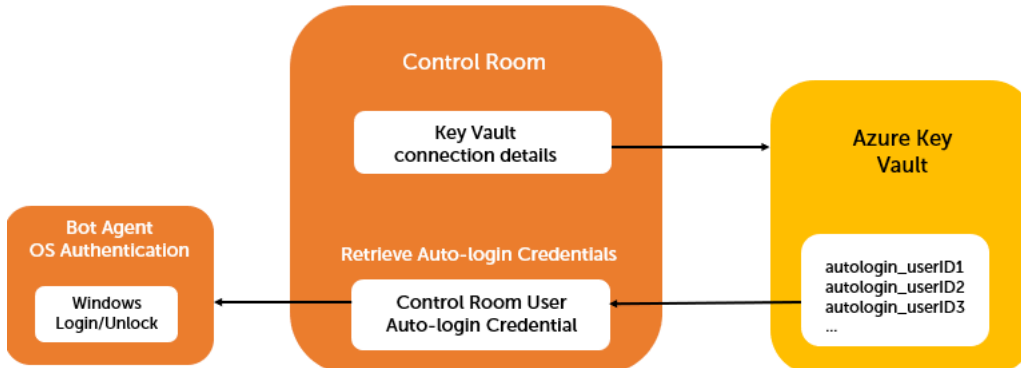 Control Room
Key Vault
connection details
Azure Key
Vault
Bot Agent
OS Authentication
Windows
Login/Unlock
Retrieve Auto-login Credentials
Control Room User
Auto-login Credential
autologin_userID1
autologin_userID2
autologin_userID3
...